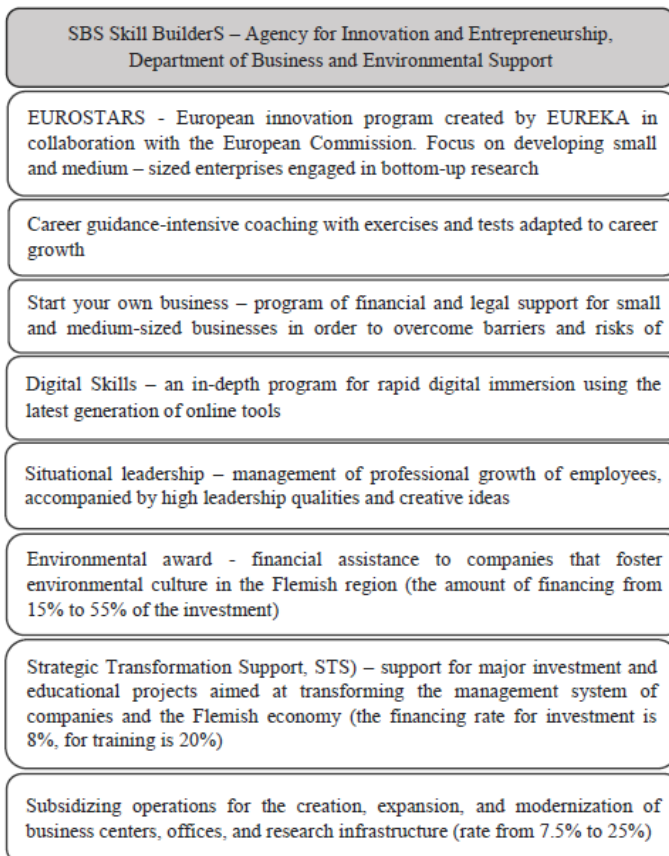 SBS Skill BuilderS – Agency for Innovation and Entrepreneurship,
Department of Business and Environmental Support
EUROSTARS - European innovation program created by EUREKA in
collaboration with the European Commission. Focus on developing small
and medium – sized enterprises engaged in bottom-up research
Career guidance-intensive coaching with exercises and tests adapted to career
growth
Start your own business – program of financial and legal support for small
and medium-sized businesses in order to overcome barriers and risks of
Digital Skills – an in-depth program for rapid digital immersion using the
latest generation of online tools
Situational leadership – management of professional growth of employees,
accompanied by high leadership qualities and creative ideas
Environmental award - financial assistance to companies that foster
environmental culture in the Flemish region (the amount of financing from
15% to 55% of the investment)
Strategic Transformation Support, STS) – support for major investment and
educational projects aimed at transforming the management system of
companies and the Flemish economy (the financing rate for investment is
8%, for training is 20%)
Subsidizing operations for the creation, expansion, and modernization of
business centers, offices, and research infrastructure (rate from 7.5% to 25%)